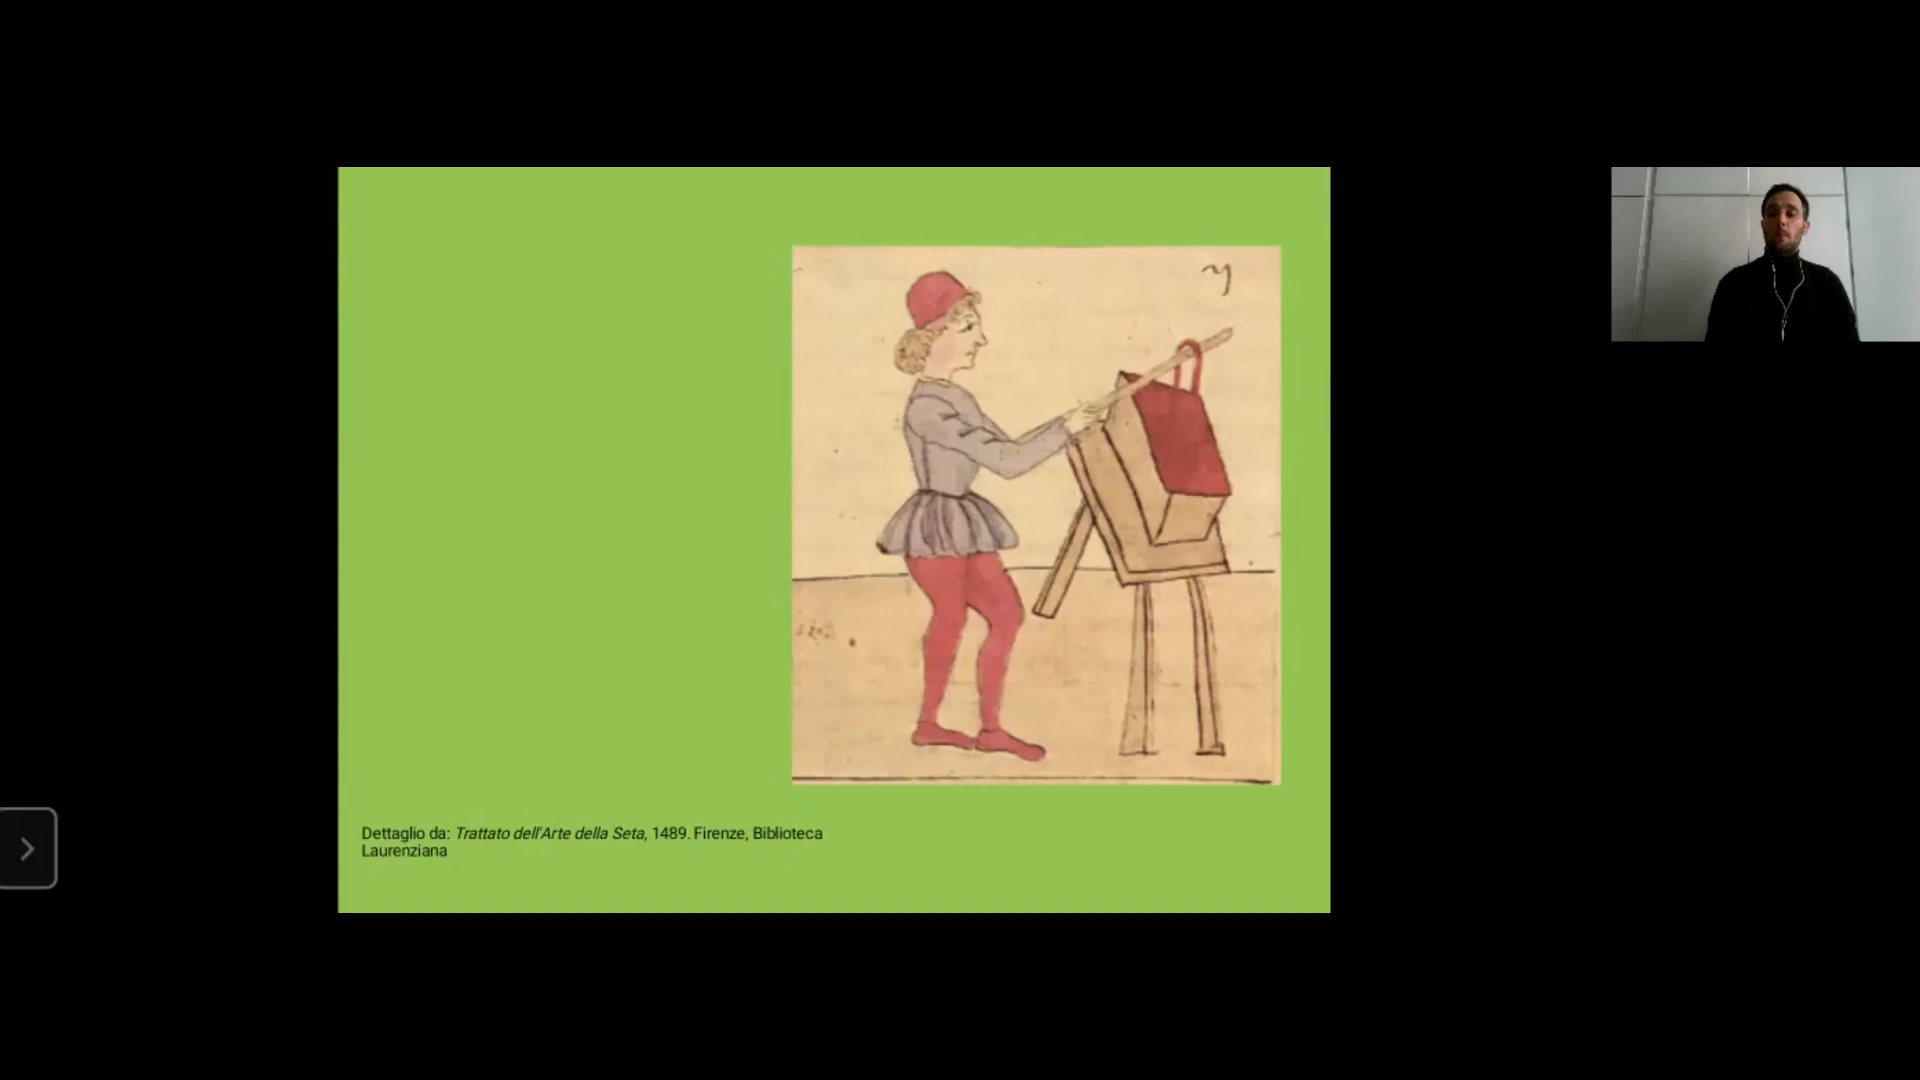 Dettaglio da: Trattato dell'Arte della Seta, 1489. Firenze, Biblioteca
Laurenziana